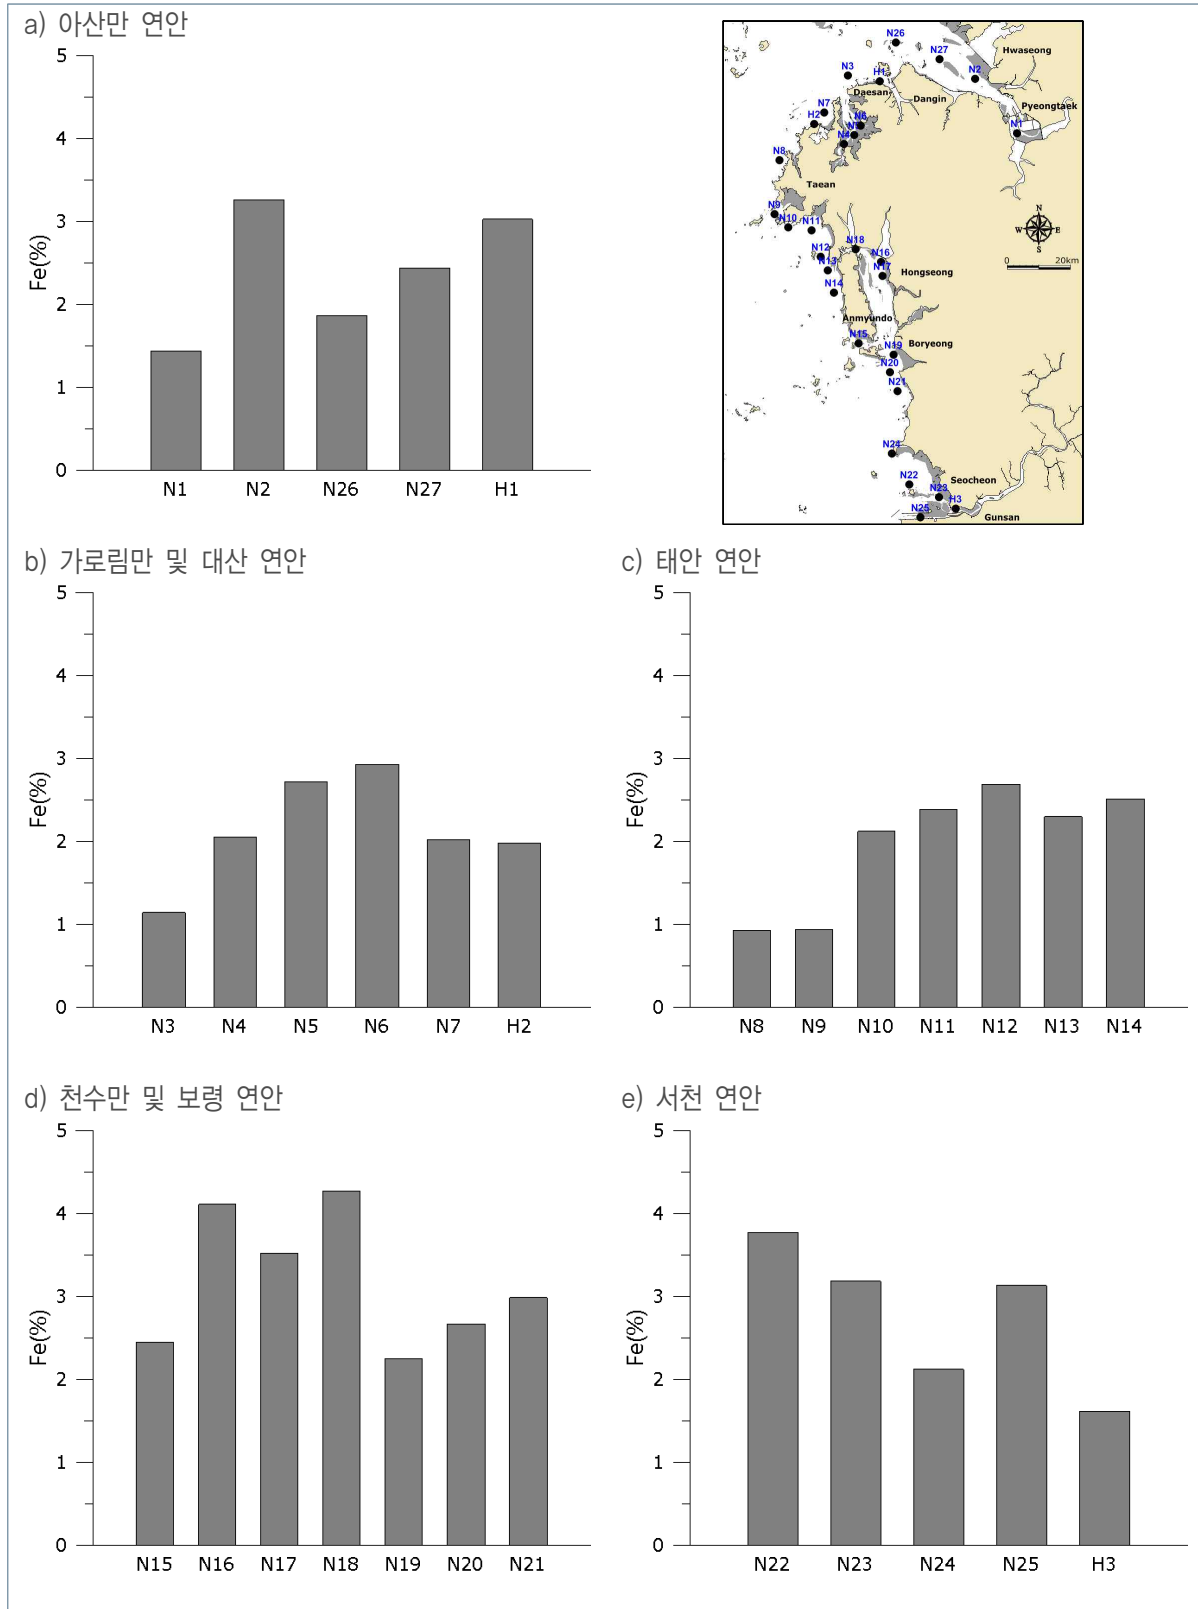 a) 아산만 연안
5
4
3
2
1
0
Fe(%)
N1 N2 N26 N27 H1
N26
N27
Hwaseong
N3
H1
N2
Daesan
Dangin
N7
Pyeongtaek
H2
N6
N1
N5
N4
N8
Taean
N9
N10
N11
N
W E
S
N18
N12
N16
0 20km
N13
N17
Hongseong
N14
Anmyundo
N15
N19
Boryeong
N20
N21
N24
N22
Seocheon
N23
H3
N25
Gunsan
b) 가로림만 및 대산 연안
5
4
3
2
1
0
Fe(%)
N3 N4 N5 N6 N7 H2
c) 태안 연안
5
4
3
2
1
0
Fe(%)
N8 N9 N10 N11 N12 N13 N14
d) 천수만 및 보령 연안
5
4
3
2
1
0
Fe(%)
N15 N16 N17 N18 N19 N20 N21
e) 서천 연안
5
4
3
2
1
0
Fe(%)
N22 N23 N24 N25 H3